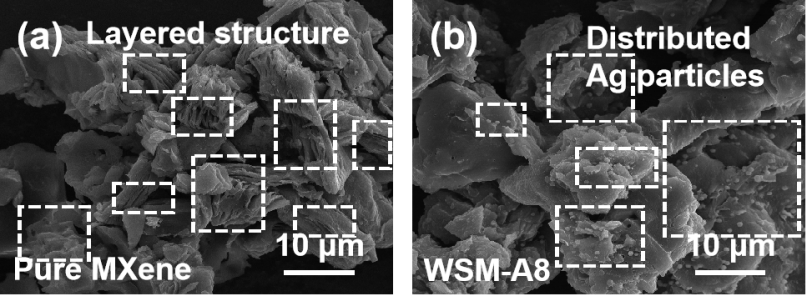 (a) Layered structure
Pure MXene
10 μm
(b) Distributed
Ag particles
WSM-A8
10 μm